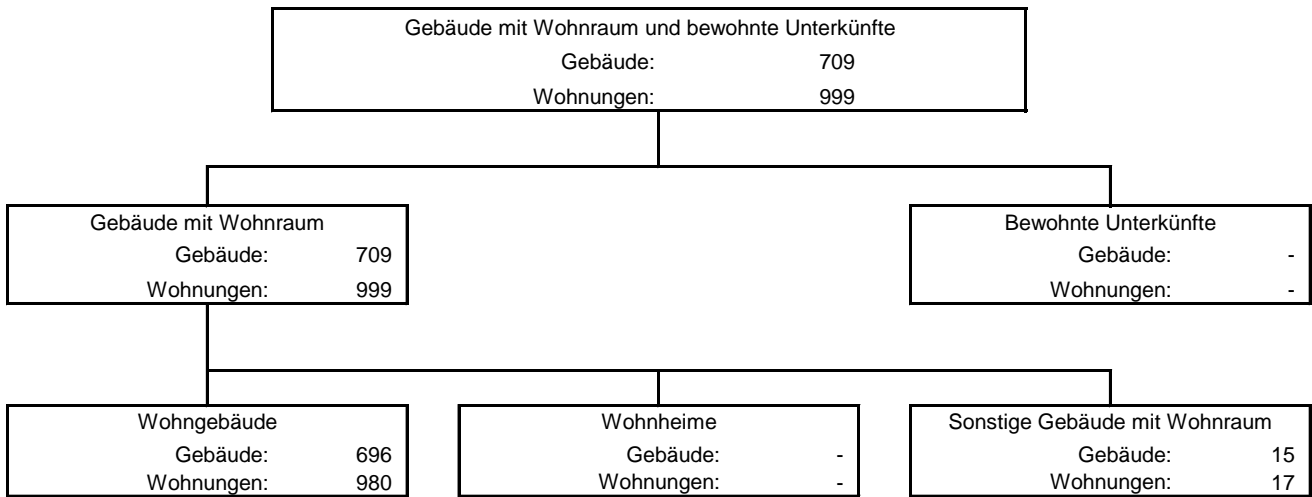 Gebäude mit Wohnraum und bewohnte Unterkünfte
Gebäude: 709
Wohnungen: 999
Gebäude mit Wohnraum
Gebäude: 709
Wohnungen: 999
Bewohnte Unterkünfte
Gebäude: -
Wohnungen: -
Wohngebäude
Gebäude: 696
Wohnungen: 980
Wohnheime
Gebäude: -
Wohnungen: -
Sonstige Gebäude mit Wohnraum
Gebäude: 15
Wohnungen: 17